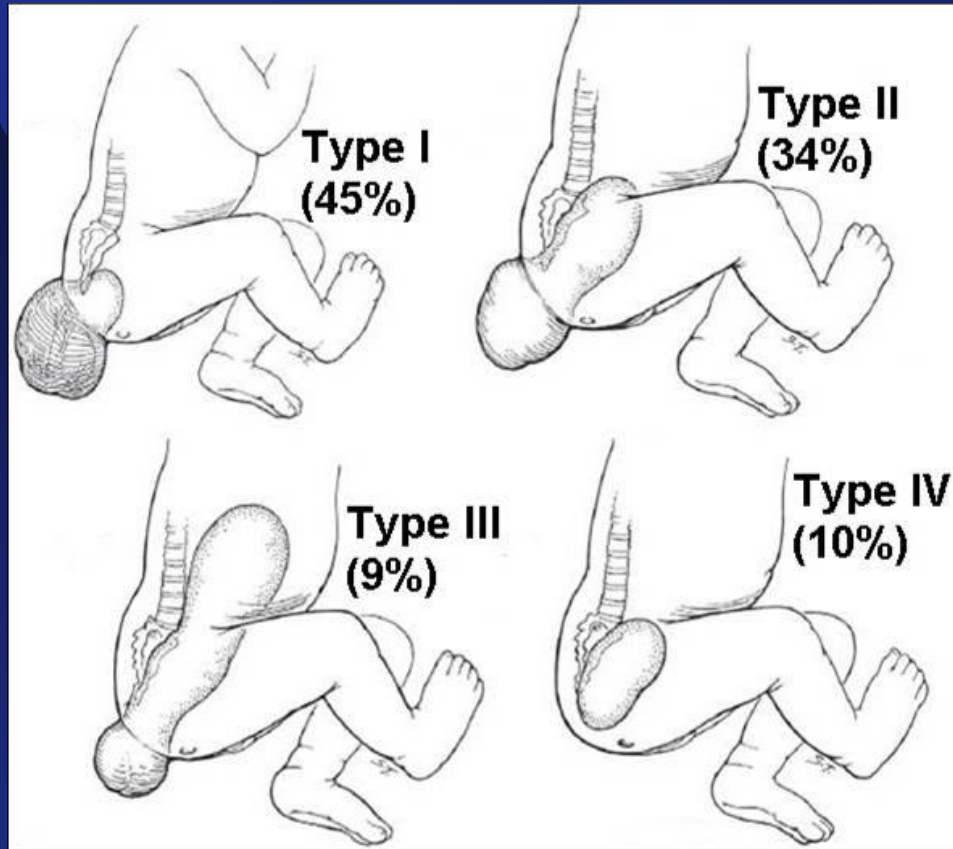 Type I
(45%)
Type II
(34%)
Type III
(9%)
Type IV
(10%)